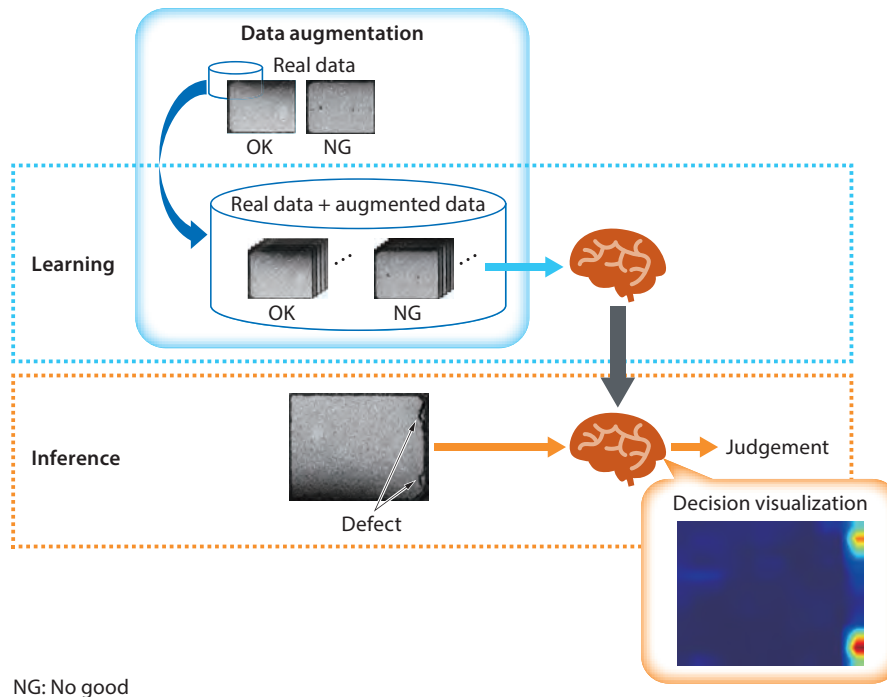 Data augmentation
Real data
OK
NG
Learning
Real data + augmented data
...
...
OK
NG
Inference
Judgement
Defect
Decision visualization
NG: No good